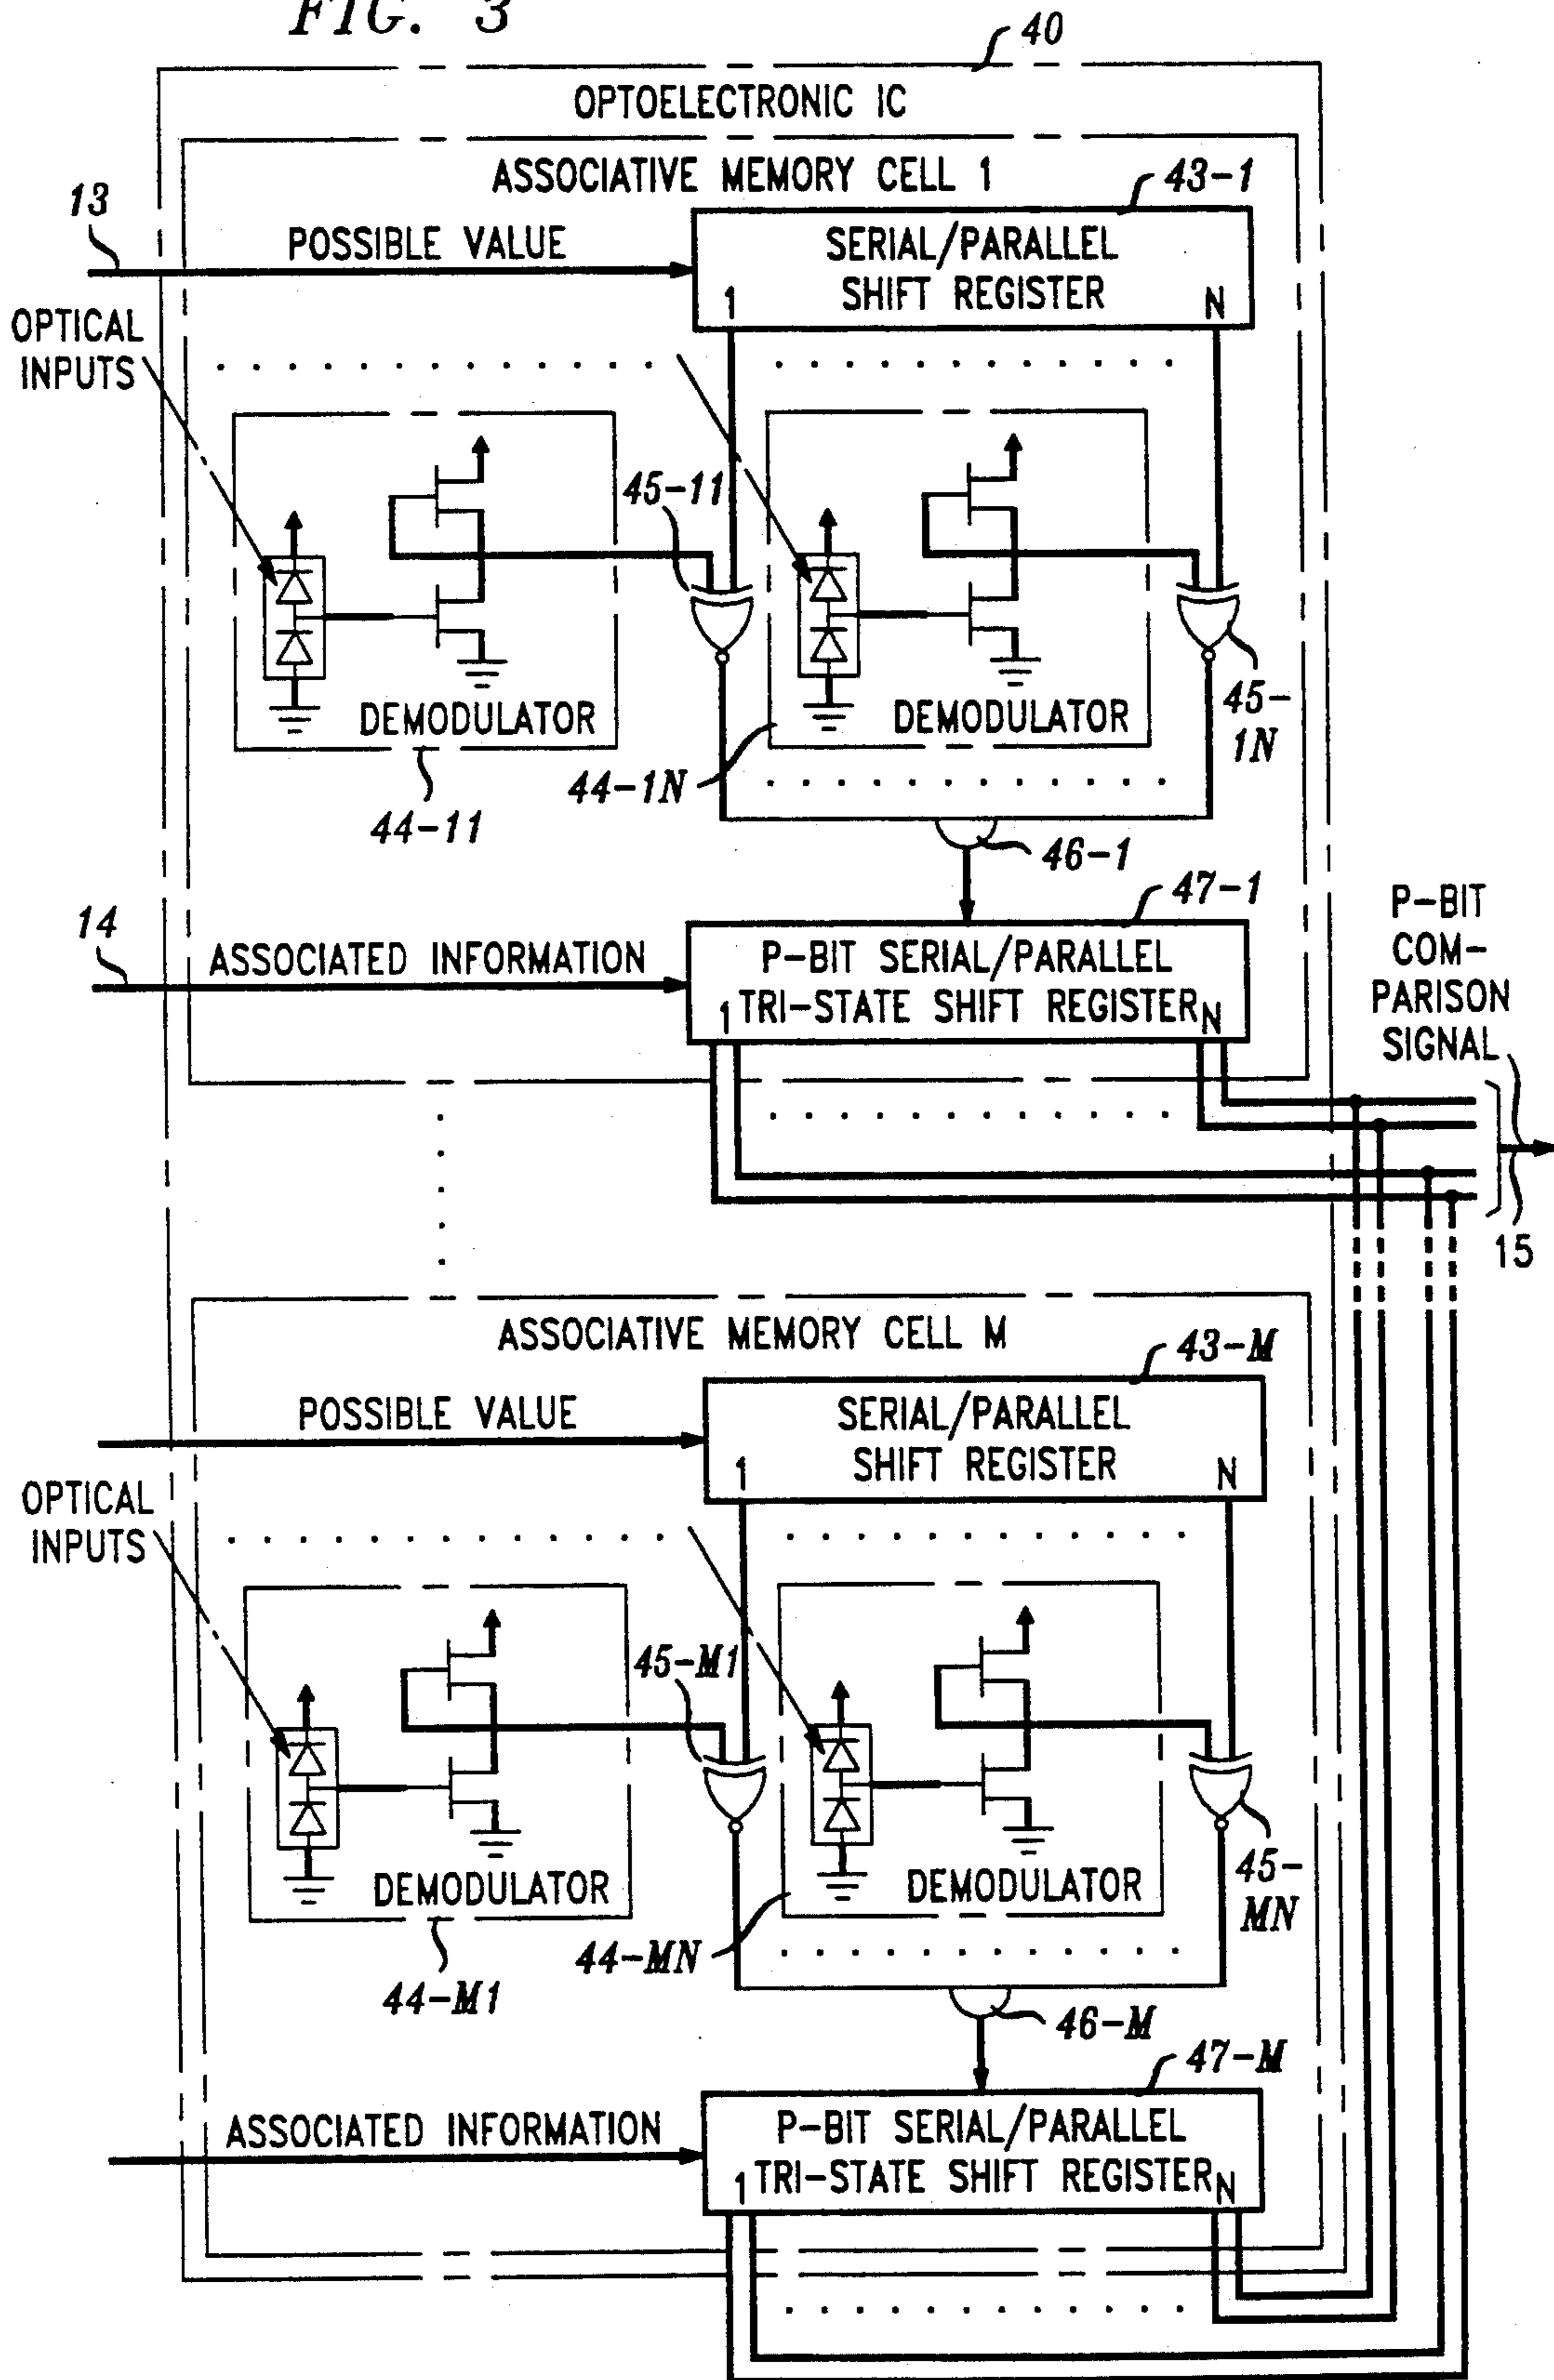 FIG. 3
40
OPTOELECTRONIC IC
ASSOCIATIVE MEMORY CELL 1
43-1
13
POSSIBLE VALUE
SERIAL/PARALLEL
SHIFT REGISTER
1
N
OPTICAL
INPUTS
45-11
DEMODULATOR
DEMODULATOR
45-
1N
44-1N
44-11
46-1
47-1
14
ASSOCIATED INFORMATION
P-BIT SERIAL/PARALLEL
1 TRI-STATE SHIFT REGISTER N
P-BIT
COM-
PARISON
SIGNAL
15
ASSOCIATIVE MEMORY CELL M
43-M
POSSIBLE VALUE
SERIAL/PARALLEL
SHIFT REGISTER
1
N
OPTICAL
INPUTS
45-M1
DEMODULATOR
DEMODULATOR
45-
MN
44-MN
44-M1
46-M
47-M
ASSOCIATED INFORMATION
P-BIT SERIAL/PARALLEL
1 TRI-STATE SHIFT REGISTER N